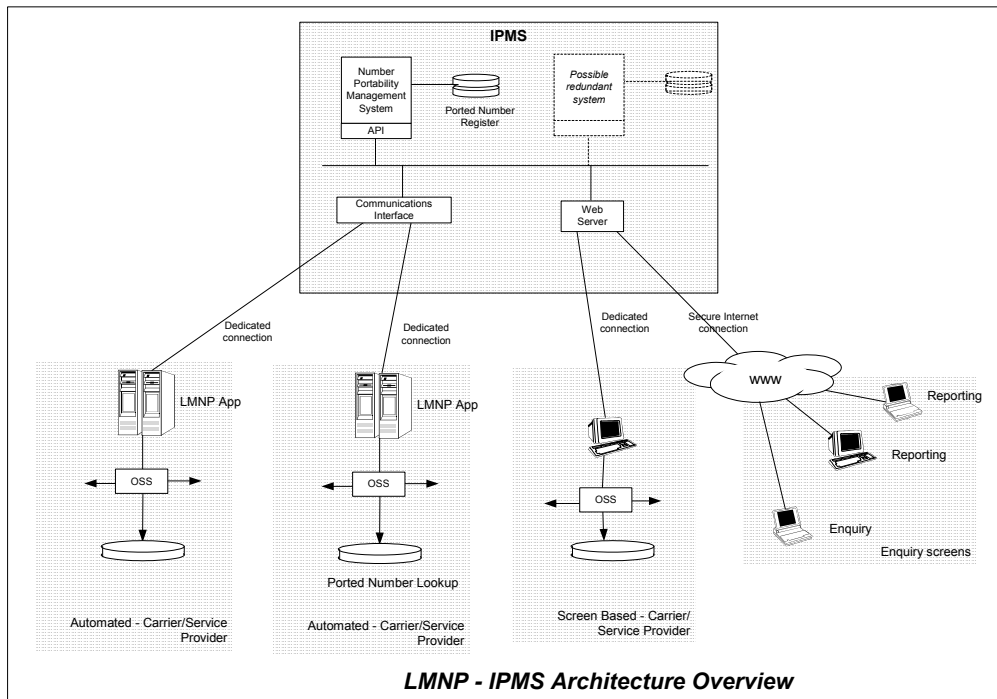 IPMS
Number
Portability
Management
System
API
Ported Number
Register
Possible
redundant
system
Communications
Interface
Web
Server
Dedicated
connection
Dedicated
connection
Dedicated
connection
Secure Internet
connection
LMNP App
LMNP App
WWW
Reporting
Reporting
Enquiry
Enquiry screens
OSS
OSS
OSS
Ported Number Lookup
Automated - Carrier/Service
Provider
Automated - Carrier/Service
Provider
Screen Based - Carrier/
Service Provider
LMNP - IPMS Architecture Overview